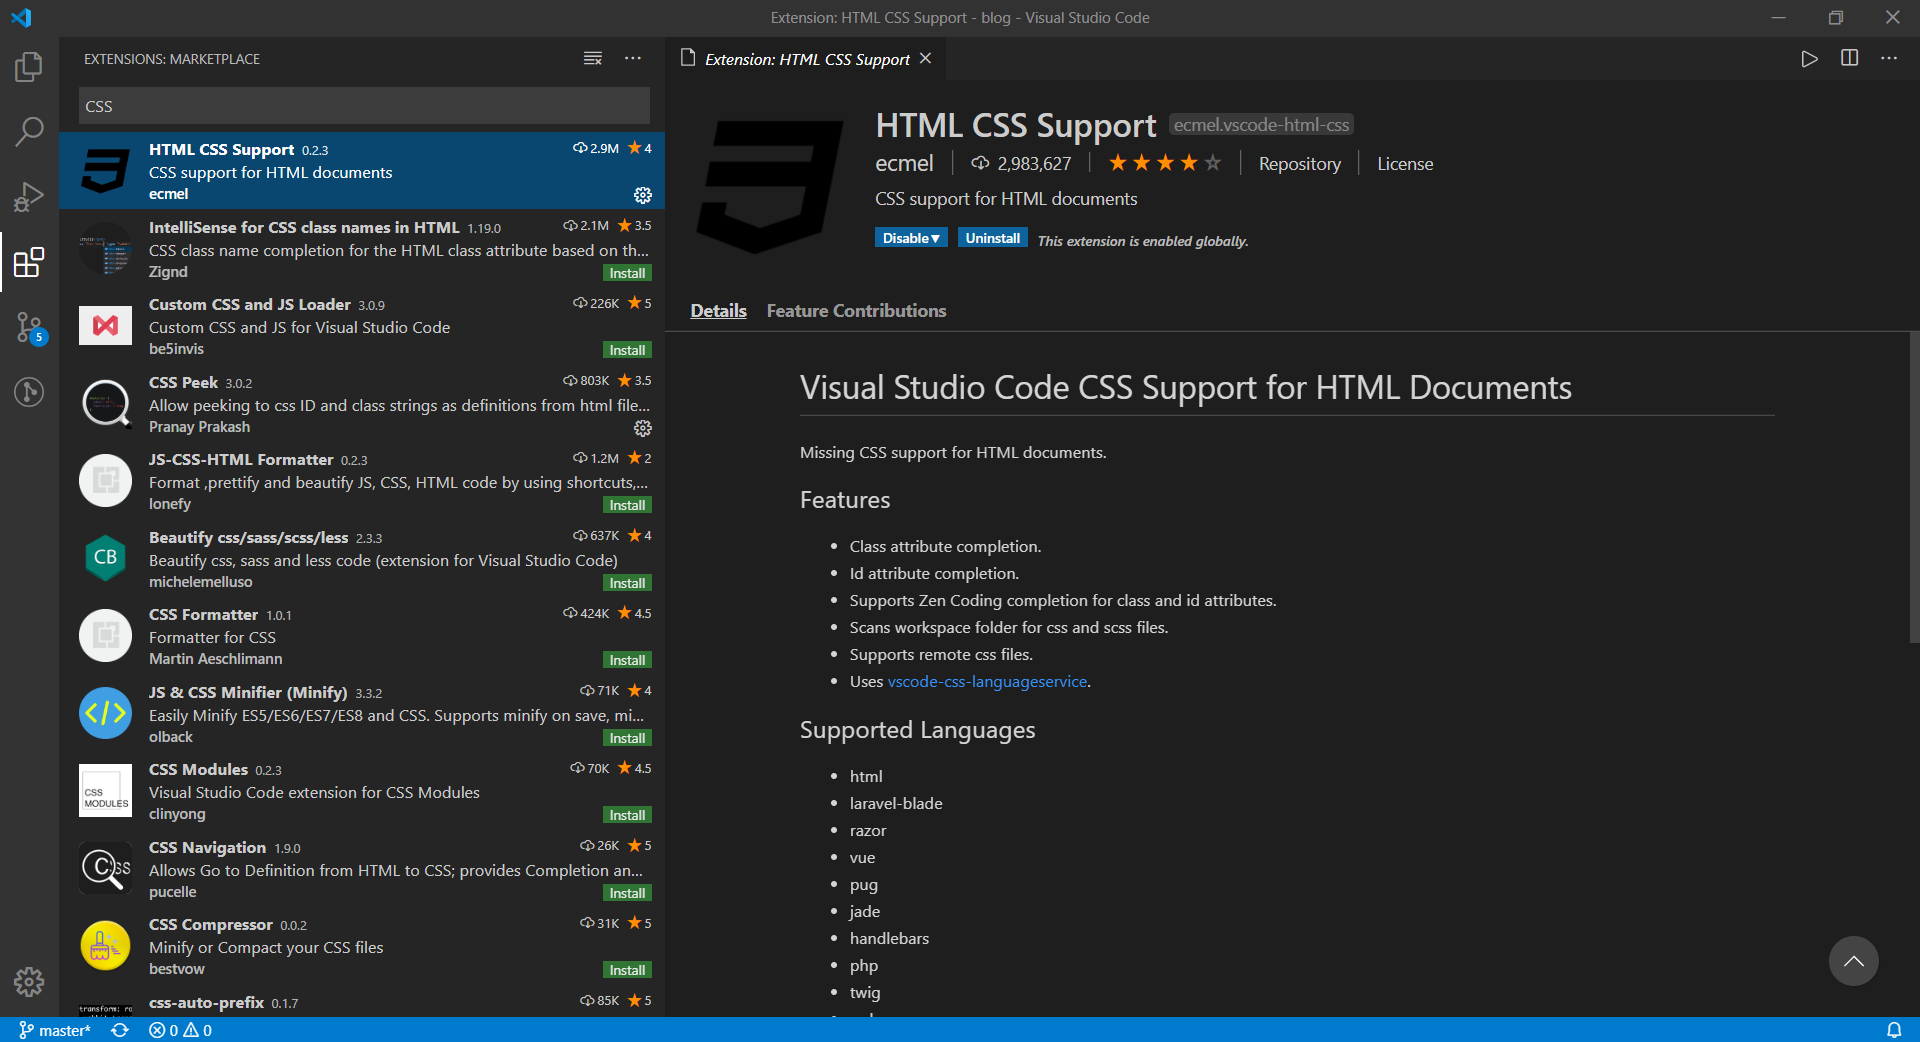 Extension: HTML CSS Support - blog - Visual Studio Code
EXTENSIONS: MARKETPLACE
CSS
HTML CSS Support 0.2.3 2.9M ★ 4
CSS support for HTML documents
ecmel
IntelliSense for CSS class names in HTML 1.19.0 2.1M ★ 3.5
CSS class name completion for the HTML class attribute based on th...
Zignd Install
Custom CSS and JS Loader 3.0.9 226K ★ 5
Custom CSS and JS for Visual Studio Code
be5invis Install
CSS Peek 3.0.2 803K ★ 3.5
Allow peeking to css ID and class strings as definitions from html file...
Pranay Prakash
JS-CSS-HTML Formatter 0.2.3 1.2M ★ 2
Format ,prettify and beautify JS, CSS, HTML code by using shortcuts,...
lonefy Install
CB
Beautify css/sass/scss/less 2.3.3 637K ★ 4
Beautify css, sass and less code (extension for Visual Studio Code)
michelemelluso Install
CSS Formatter 1.0.1 424K ★ 4.5
Formatter for CSS
Martin Aeschlimann Install
JS & CSS Minifier (Minify) 3.3.2 71K ★ 4
Easily Minify ES5/ES6/ES7/ES8 and CSS. Supports minify on save, mi...
olback Install
CSS
MODULES
CSS Modules 0.2.3 70K ★ 4.5
Visual Studio Code extension for CSS Modules
clinyong Install
Css
CSS Navigation 1.9.0 26K ★ 5
Allows Go to Definition from HTML to CSS; provides Completion an...
pucelle Install
CSS Compressor 0.0.2 31K ★ 5
Minify or Compact your CSS files
bestvow Install
transform: ro
css-auto-prefix 0.1.7 85K ★ 5
5
Extension: HTML CSS Support
HTML CSS Support ecmel.vscode-html-css
ecmel 2,983,627 ★★★★☆ Repository License
CSS support for HTML documents
Disable▼ Uninstall This extension is enabled globally.
Details Feature Contributions
Visual Studio Code CSS Support for HTML Documents
Missing CSS support for HTML documents.
Features
• Class attribute completion.
• Id attribute completion.
• Supports Zen Coding completion for class and id attributes.
• Scans workspace folder for css and scss files.
• Supports remote css files.
• Uses vscode-css-languageservice.
Supported Languages
• html
• laravel-blade
• razor
• vue
• pug
• jade
• handlebars
• php
• twig
master* 0 0